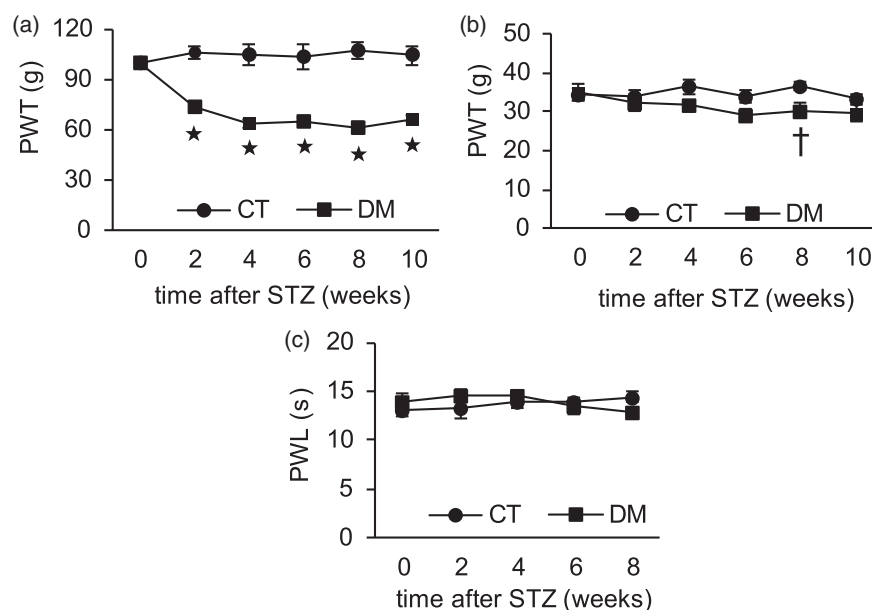 (a)
PWT (g)
120
90
60
30
0
★ ★ ★ ★ ★
CT DM
0 2 4 6 8 10
time after STZ (weeks)
(b)
PWT (g)
50
40
30
20
10
0
†
CT DM
0 2 4 6 8 10
time after STZ (weeks)
(c)
PWL (s)
20
15
10
5
0
CT DM
0 2 4 6 8
time after STZ (weeks)